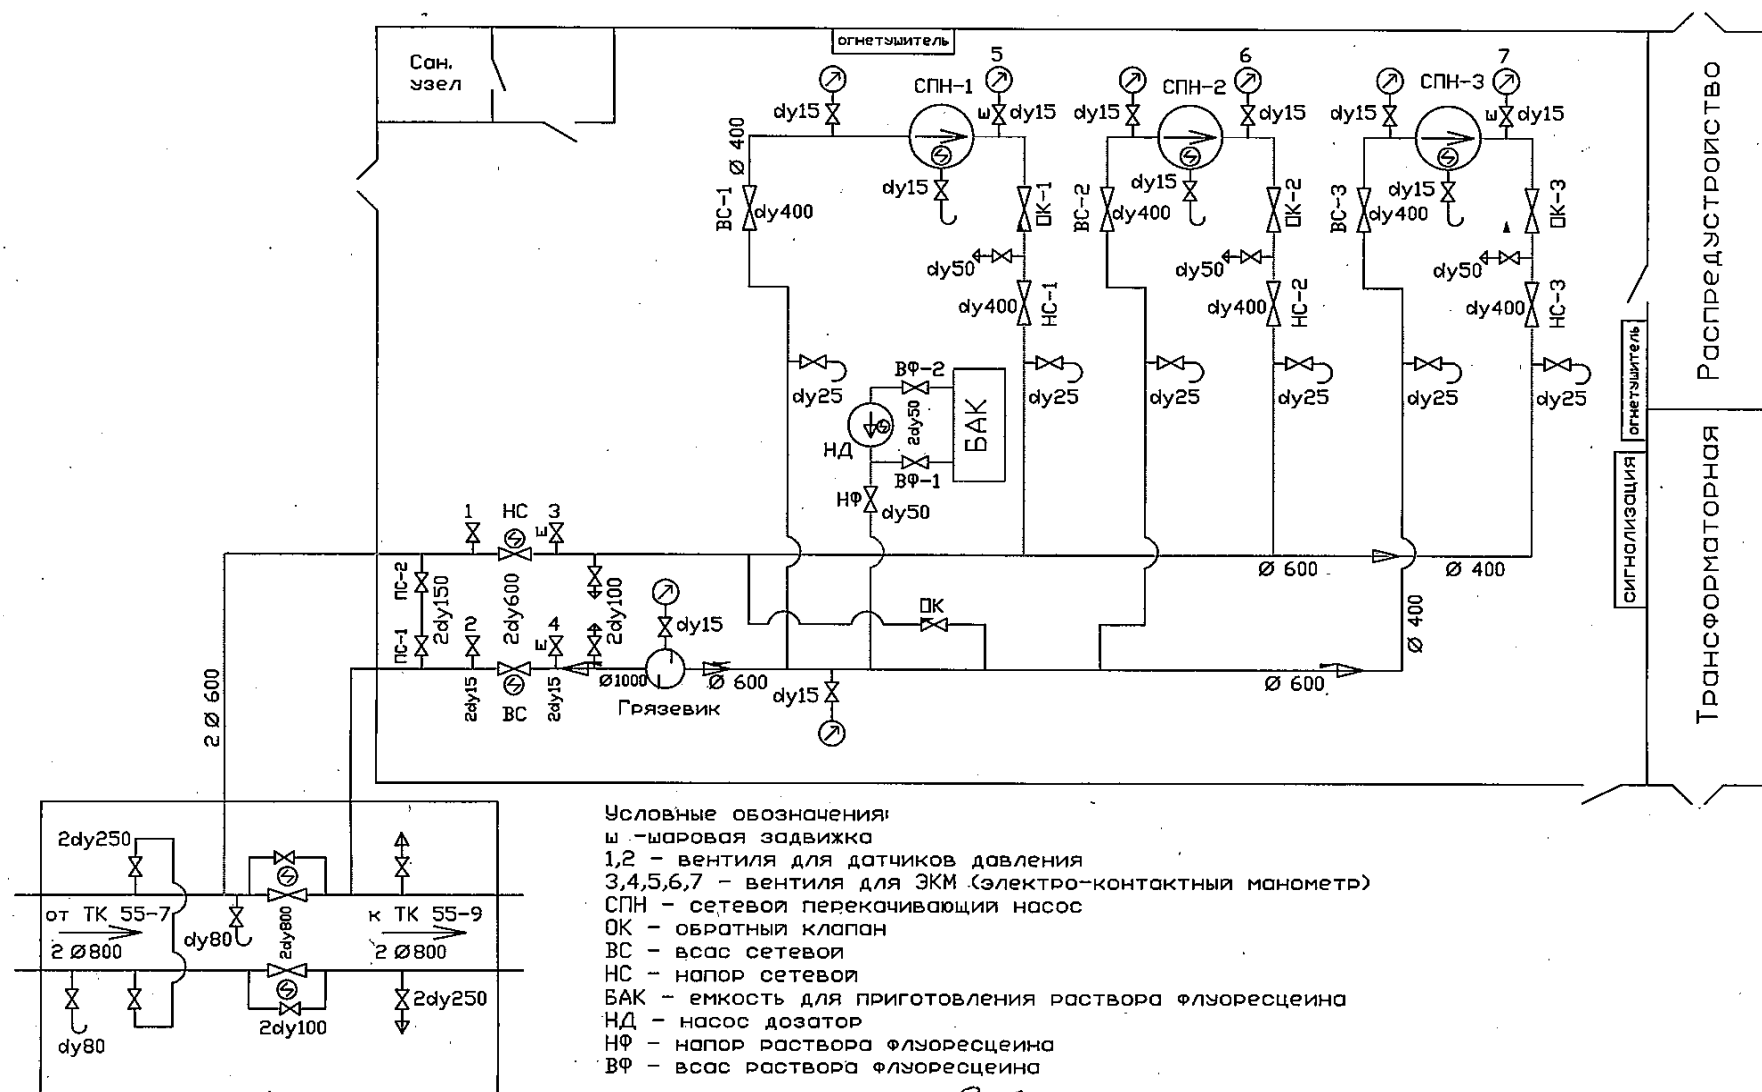 Сан.
узел
огнетушитель
СПН-1
5
dy15
ш
dy15
Ø 400
ВС-1
dy400
dy15
ОК-1
dy50
dy400
НС-1
dy25
dy25
СПН-2
6
dy15
dy15
ВС-2
dy400
dy15
ОК-2
dy50
dy400
НС-2
dy25
dy25
СПН-3
7
dy15
ш
dy15
ВС-3
dy400
dy15
ОК-3
dy50
dy400
НС-3
dy25
dy25
Распредустройство
огнетушитель
сигнализация
Трансформаторная
ВФ-2
2dy50
БАК
НД
ВФ-1
НФ
dy50
1
НС
3
ш
ПС-2
2dy150
2dy600
2dy100
ПС-1
2
ш
4
dy15
2dy15
ВС
2dy15
Ø1000
Грязевик
Ø 600
dy15
ОК
Ø 600
Ø 400
Ø 400
Ø 600
2 Ø 600
2dy250
от ТК 55-7
2 Ø800
dy80
2dy800
к ТК 55-9
2 Ø800
dy80
2dy100
2dy250
Условные обозначения:
ш -шаровая задвижка
1,2 - вентиля для датчиков давления
3,4,5,6,7 - вентиля для ЭКМ (электро-контактный манометр)
СПН - сетевой перекачивающий насос
ОК - обратный клапан
ВС - всас сетевой
НС - напор сетевой
БАК - емкость для приготовления раствора флуоресцеина
НД - насос дозатор
НФ - напор раствора флуоресцеина
ВФ - всас раствора флуоресцеина